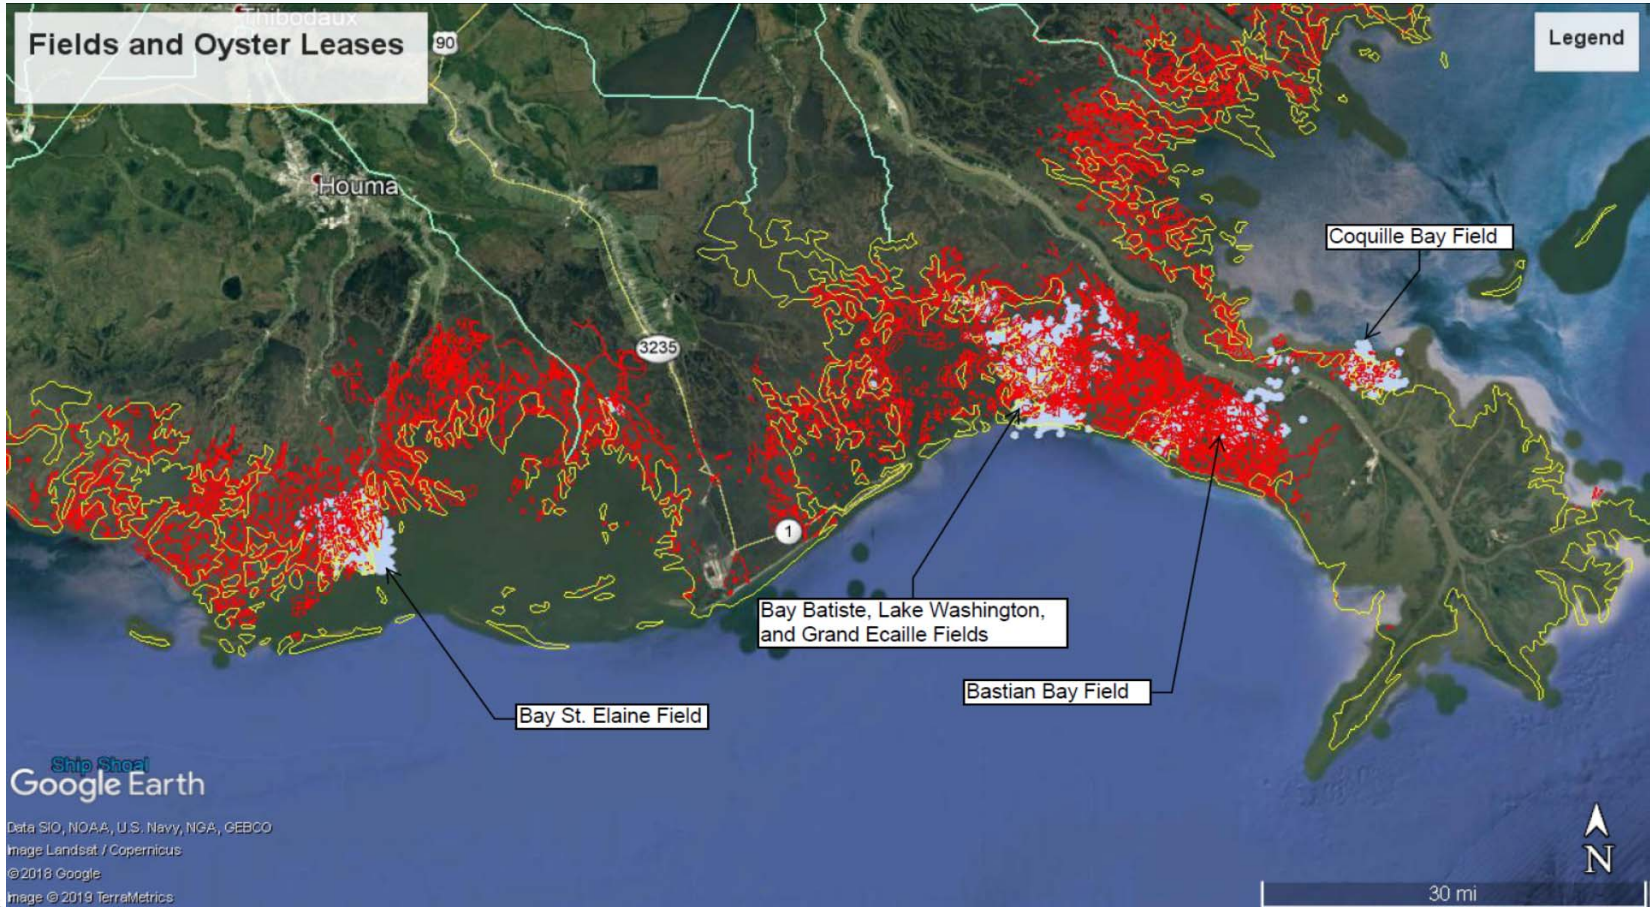 Thibodaux
Fields and Oyster Leases
90
Legend
Houma
Coquille Bay Field
3235
1
Bay Batiste, Lake Washington,
and Grand Ecaille Fields
Bastian Bay Field
Bay St. Elaine Field
Ship Shoal
Google Earth
Data SIO, NOAA, U.S. Navy, NGA, GEBCO
Image Landsat / Copernicus
© 2018 Google
Image © 2019 TerraMetrics
N
30 mi